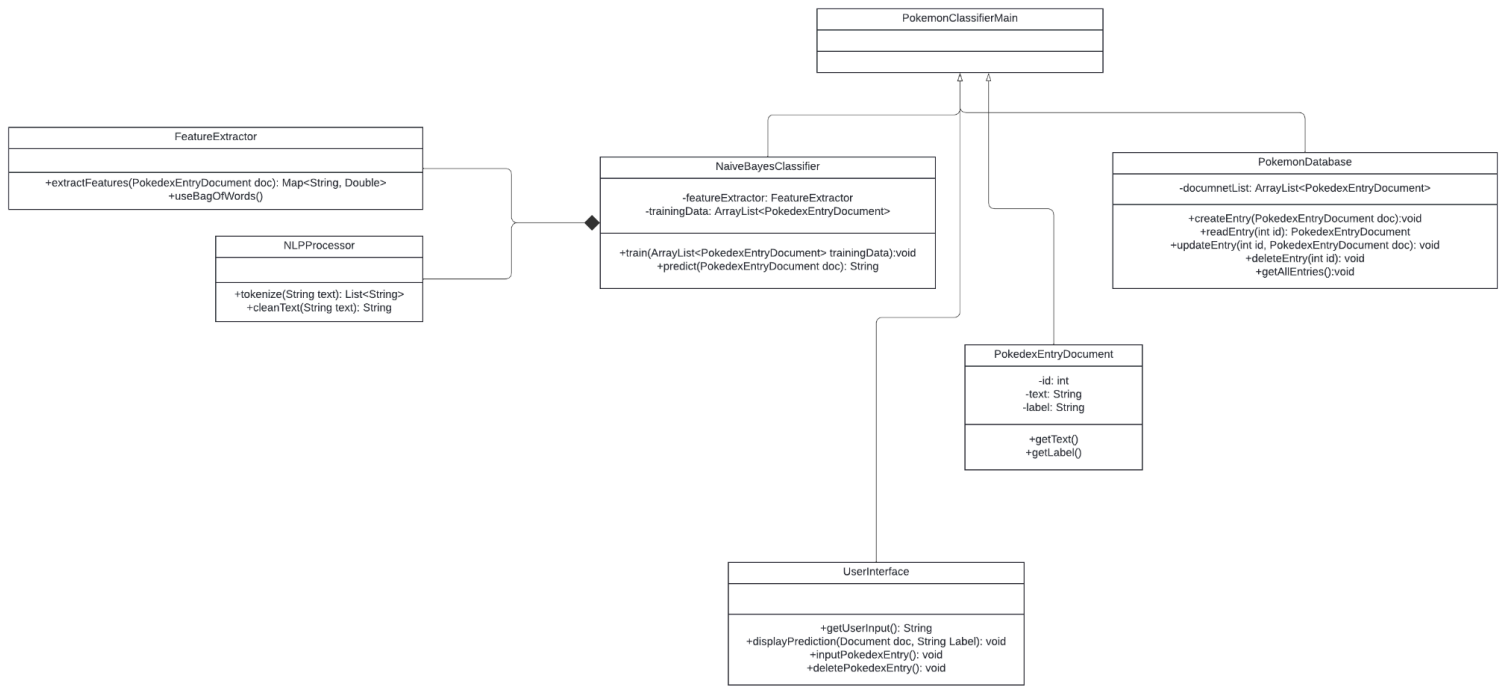 PokemonClassifierMain
FeatureExtractor
+extractFeatures(PokedexEntryDocument doc): Map<String, Double>
+useBagOfWords()
NLPProcessor
+tokenize(String text): List<String>
+cleanText(String text): String
NaiveBayesClassifier
-featureExtractor: FeatureExtractor
-trainingData: ArrayList<PokedexEntryDocument>
+train(ArrayList<PokedexEntryDocument> trainingData):void
+predict(PokedexEntryDocument doc): String
PokemonDatabase
-documnetList: ArrayList<PokedexEntryDocument>
+createEntry(PokedexEntryDocument doc):void
+readEntry(int id): PokedexEntryDocument
+updateEntry(int id, PokedexEntryDocument doc): void
+deleteEntry(int id): void
+getAllEntries():void
PokedexEntryDocument
-id: int
-text: String
-label: String
+getText()
+getLabel()
UserInterface
+getUserInput(): String
+displayPrediction(Document doc, String Label): void
+inputPokedexEntry(): void
+deletePokedexEntry(): void